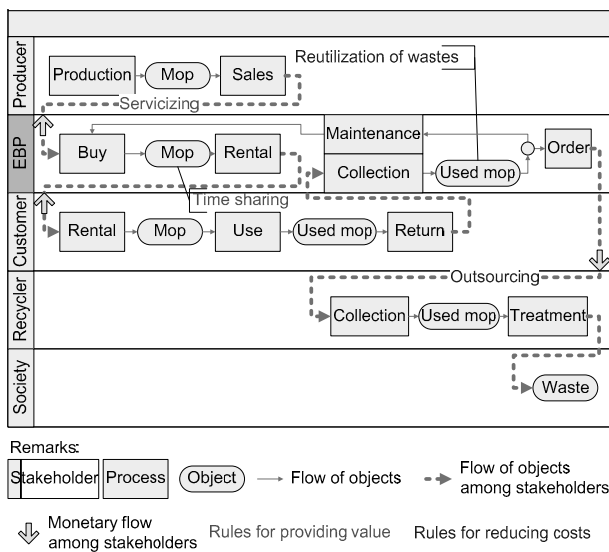 Producer
Production
Mop
Sales
Reutilization of wastes
Servicizing
EBP
Buy
Mop
Rental
Maintenance
Collection
Used mop
Order
Time sharing
Customer
Rental
Mop
Use
Used mop
Return
Outsourcing
Recycler
Collection
Used mop
Treatment
Society
Waste
Remarks:
Stakeholder
Process
Object
Flow of objects
Flow of objects
among stakeholders
Monetary flow
among stakeholders
Rules for providing value
Rules for reducing costs